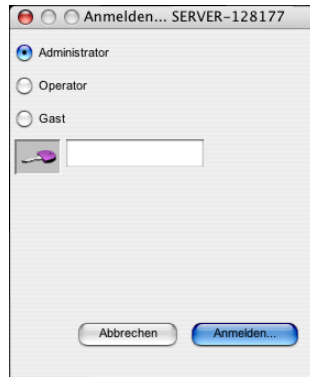 Anmelden... SERVER-128177
Administrator
Operator
Gast
Abbrechen Anmelden...